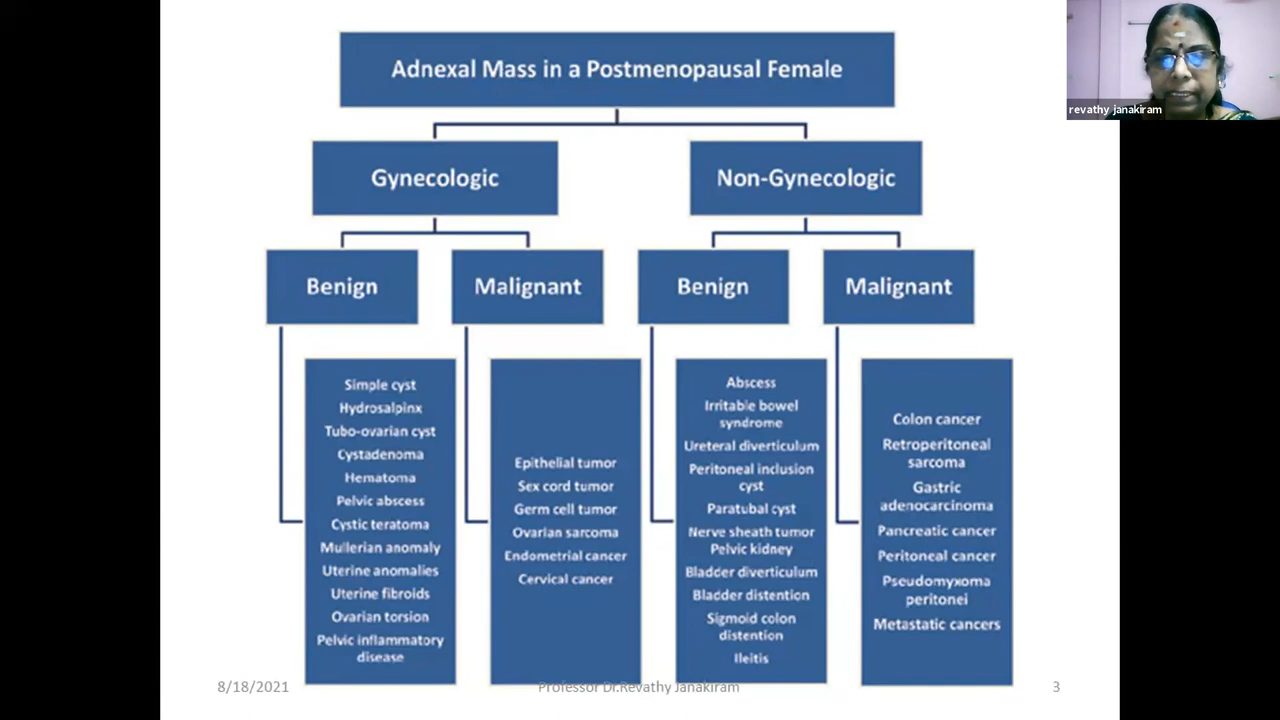 Adnexal Mass in a Postmenopausal Female
revathy janakiram
Gynecologic
Non-Gynecologic
Benign
Malignant
Benign
Malignant
Simple cyst
Hydrosalpinx
Tubo-ovarian cyst
Cystadenoma
Hematoma
Pelvic abscess
Cystic teratoma
Mullerian anomaly
Uterine anomalies
Uterine fibroids
Ovarian torsion
Pelvic inflammatory
disease
Epithelial tumor
Sex cord tumor
Germ cell tumor
Ovarian sarcoma
Endometrial cancer
Cervical cancer
Abscess
Irritable bowel
syndrome
Ureteral diverticulum
Peritoneal inclusion
cyst
Paratubal cyst
Nerve sheath tumor
Pelvic kidney
Bladder diverticulum
Bladder distention
Sigmoid colon
distention
Ileitis
Colon cancer
Retroperitoneal
sarcoma
Gastric
adenocarcinoma
Pancreatic cancer
Peritoneal cancer
Pseudomyxoma
peritonei
Metastatic cancers
8/18/2021
Professor Dr.Revathy Janakiram
3